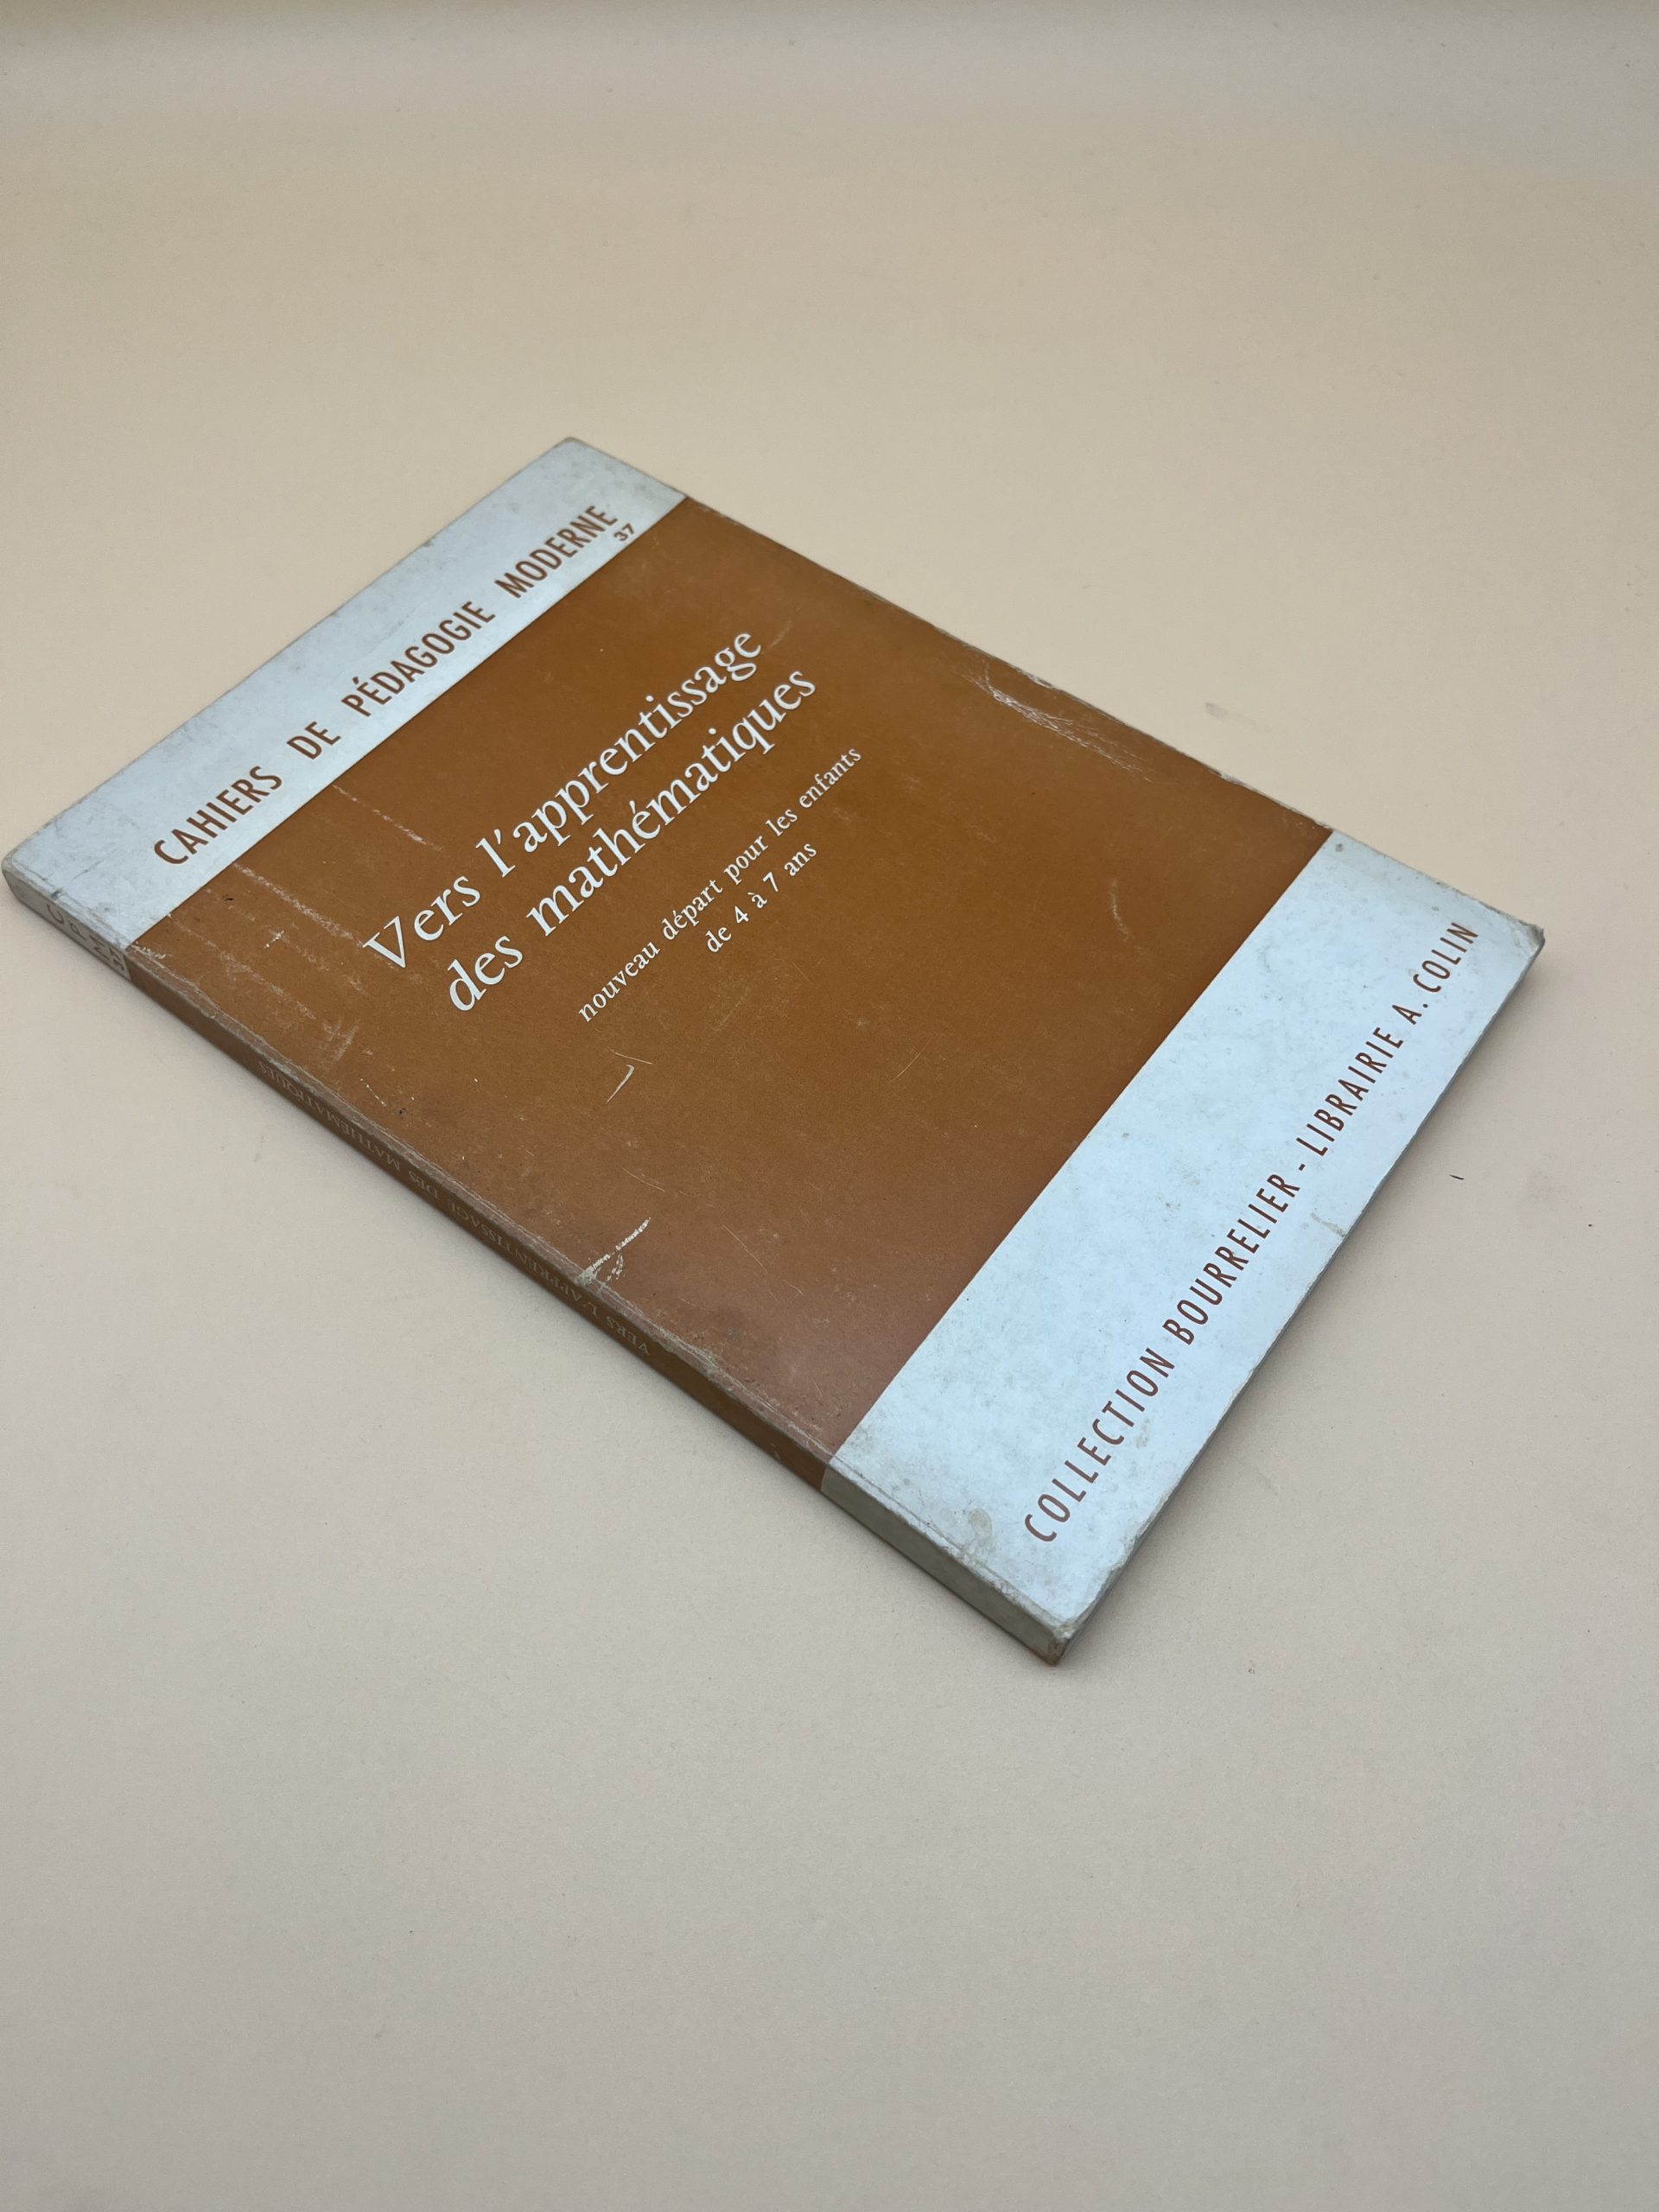 CAHIERS DE PÉDAGOGIE MODERNE
37
Vers l'apprentissage
des mathématiques
nouveau départ pour les enfants
de 4 à 7 ans
COLLECTION BOURRELIER - LIBRAIRIE A. COLIN
VERS L'APPRENTISSAGE DES MATHÉMATIQUES